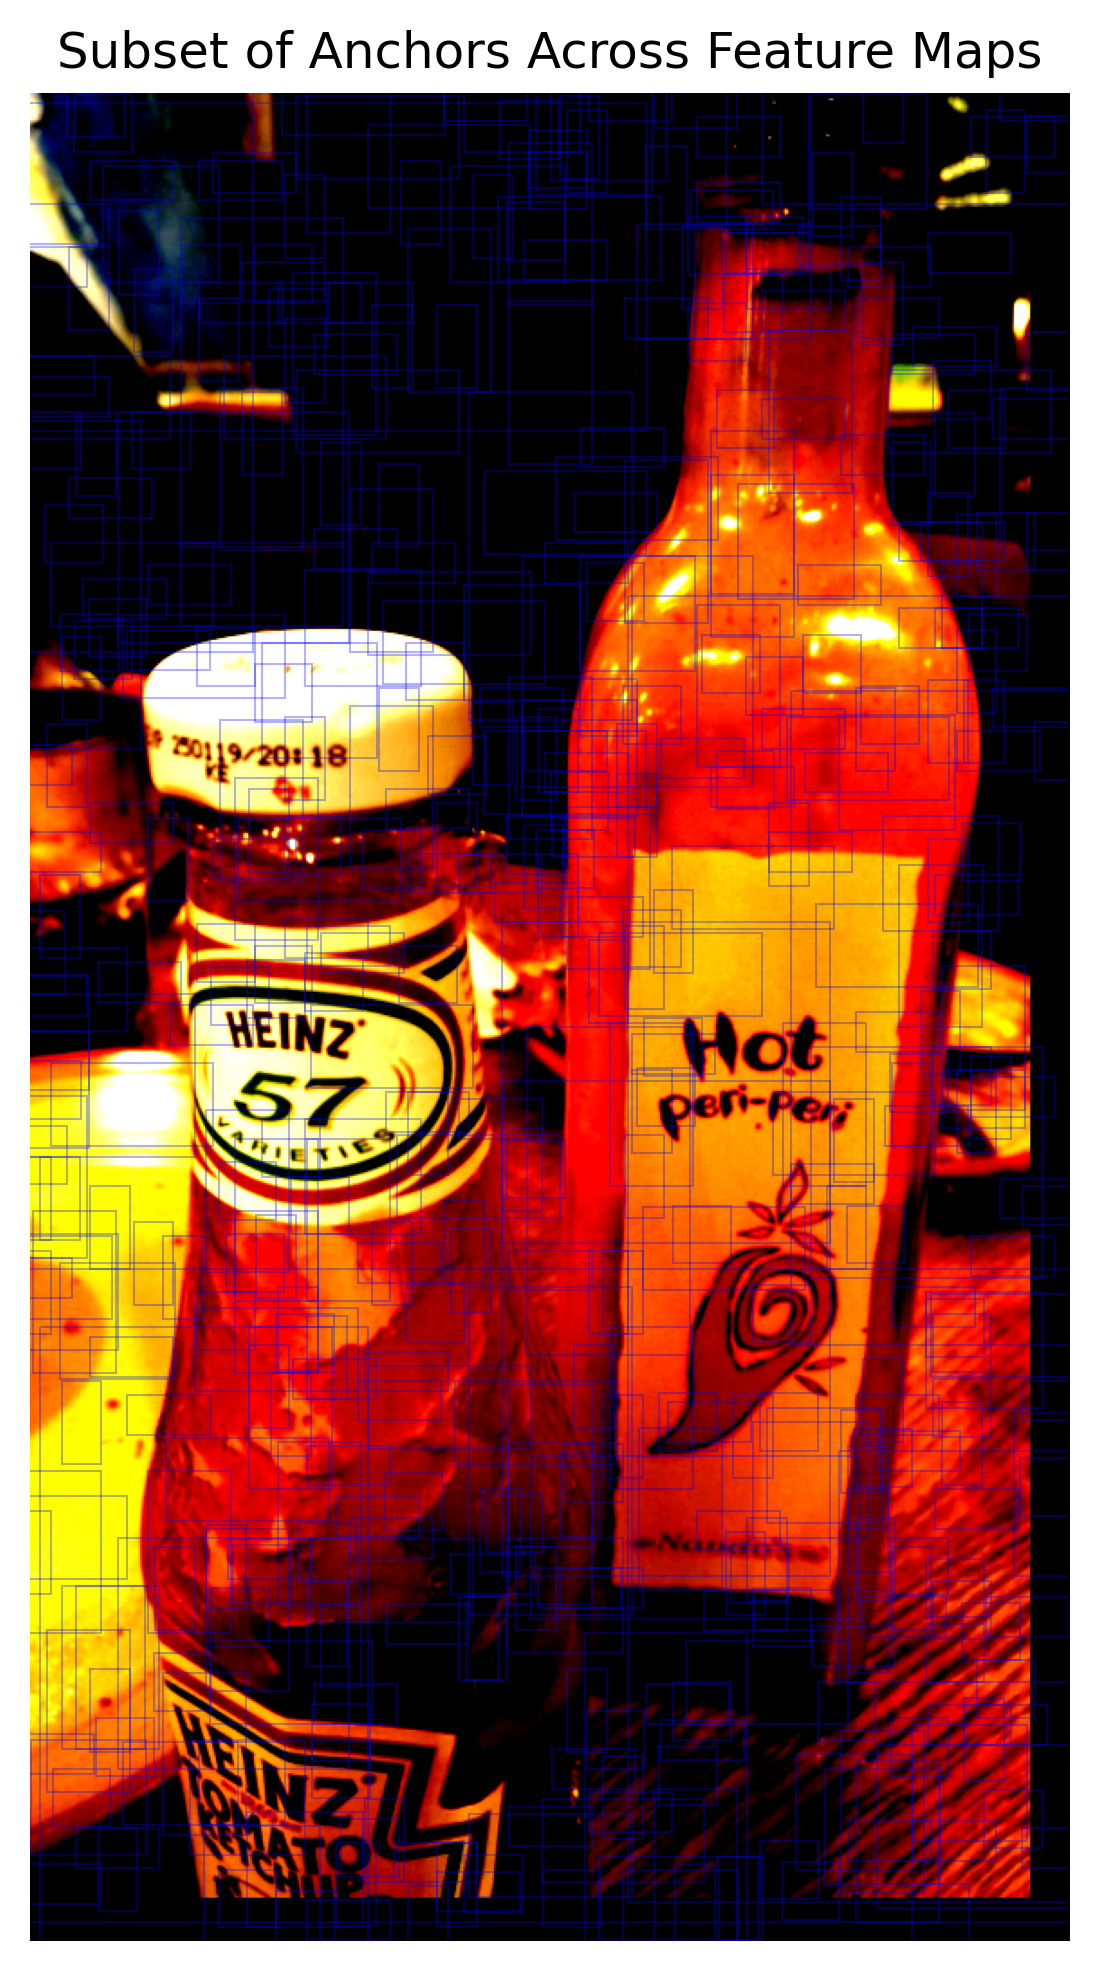 Subset of Anchors Across Feature Maps
250119/20:18
KE
HEINZ
57
VARIETIES
Hot
peri-peri
Nando's
HEINZ
TOMATO
KETCHUP